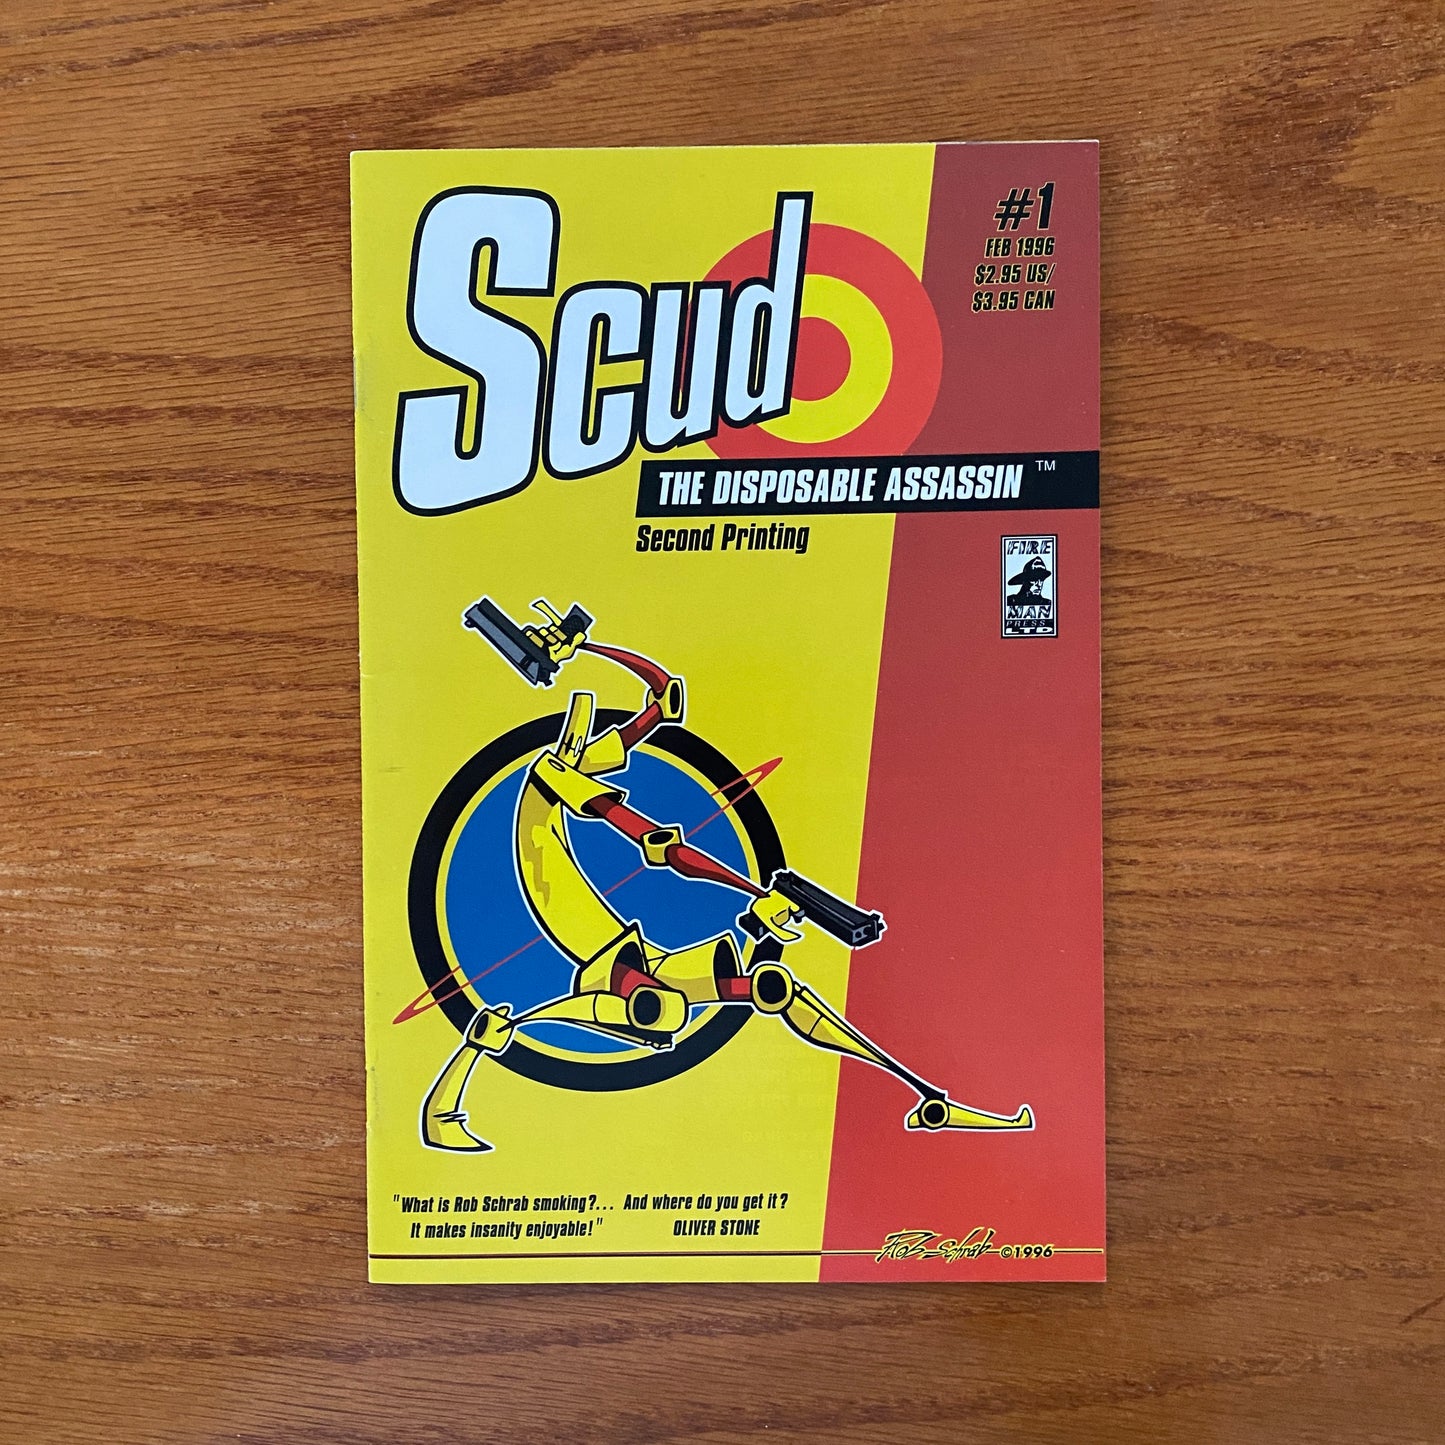 Scud
#1
FEB 1996
$2.95 US/
$3.95 CAN
THE DISPOSABLE ASSASSIN ™
Second Printing
FIRE
MAN
PRESS
LTD
"What is Rob Schrab smoking?... And where do you get it?
It makes insanity enjoyable!" OLIVER STONE
Rob Schrab ©1996